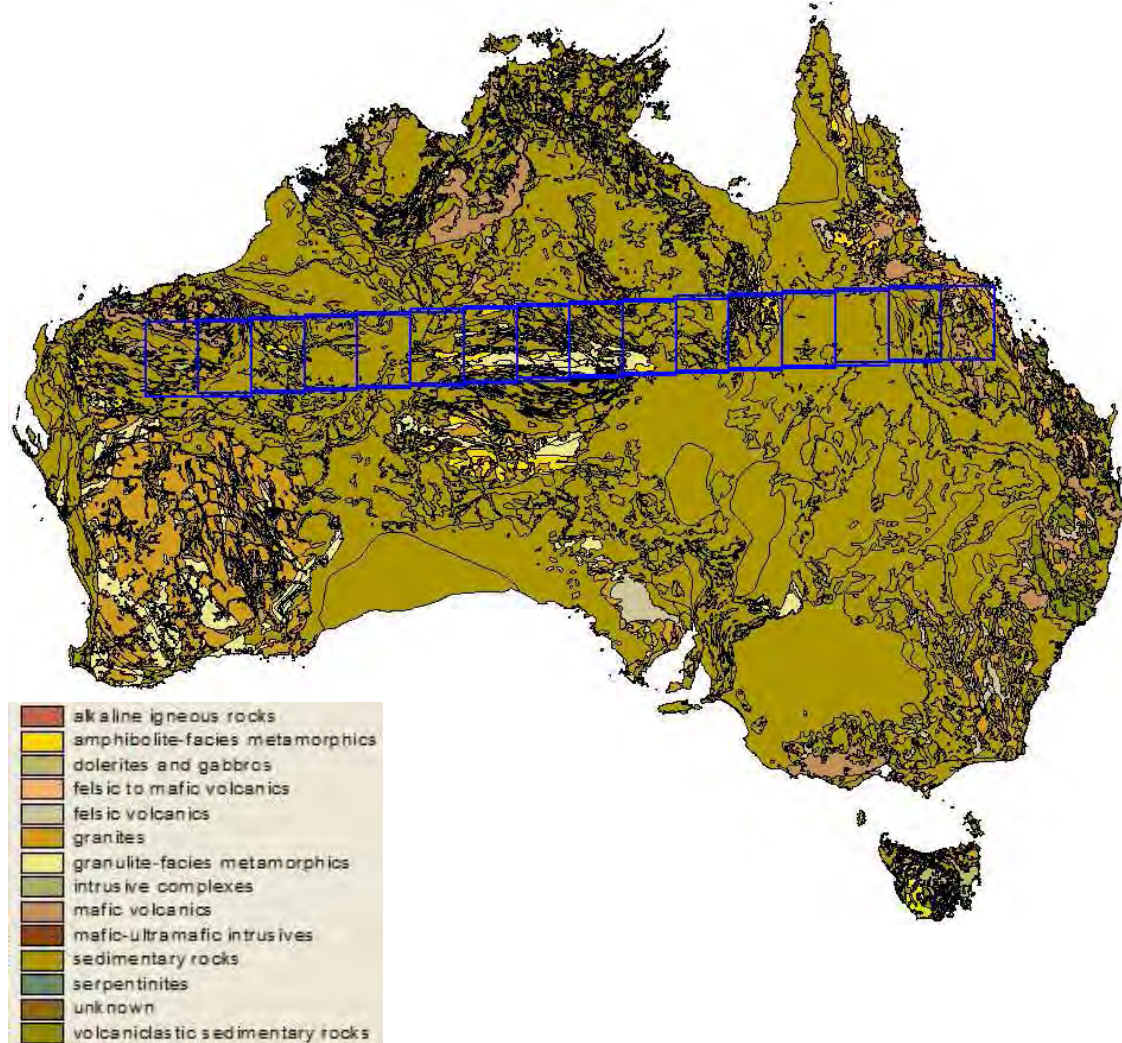 alkaline igneous rocks
amphibolite-facies metamorphics
dolerites and gabbros
felsic to mafic volcanics
felsic volcanics
granites
granulite-facies metamorphics
intrusive complexes
mafic volcanics
mafic-ultramafic intrusives
sedimentary rocks
serpentinites
unknown
volcaniclastic sedimentary rocks